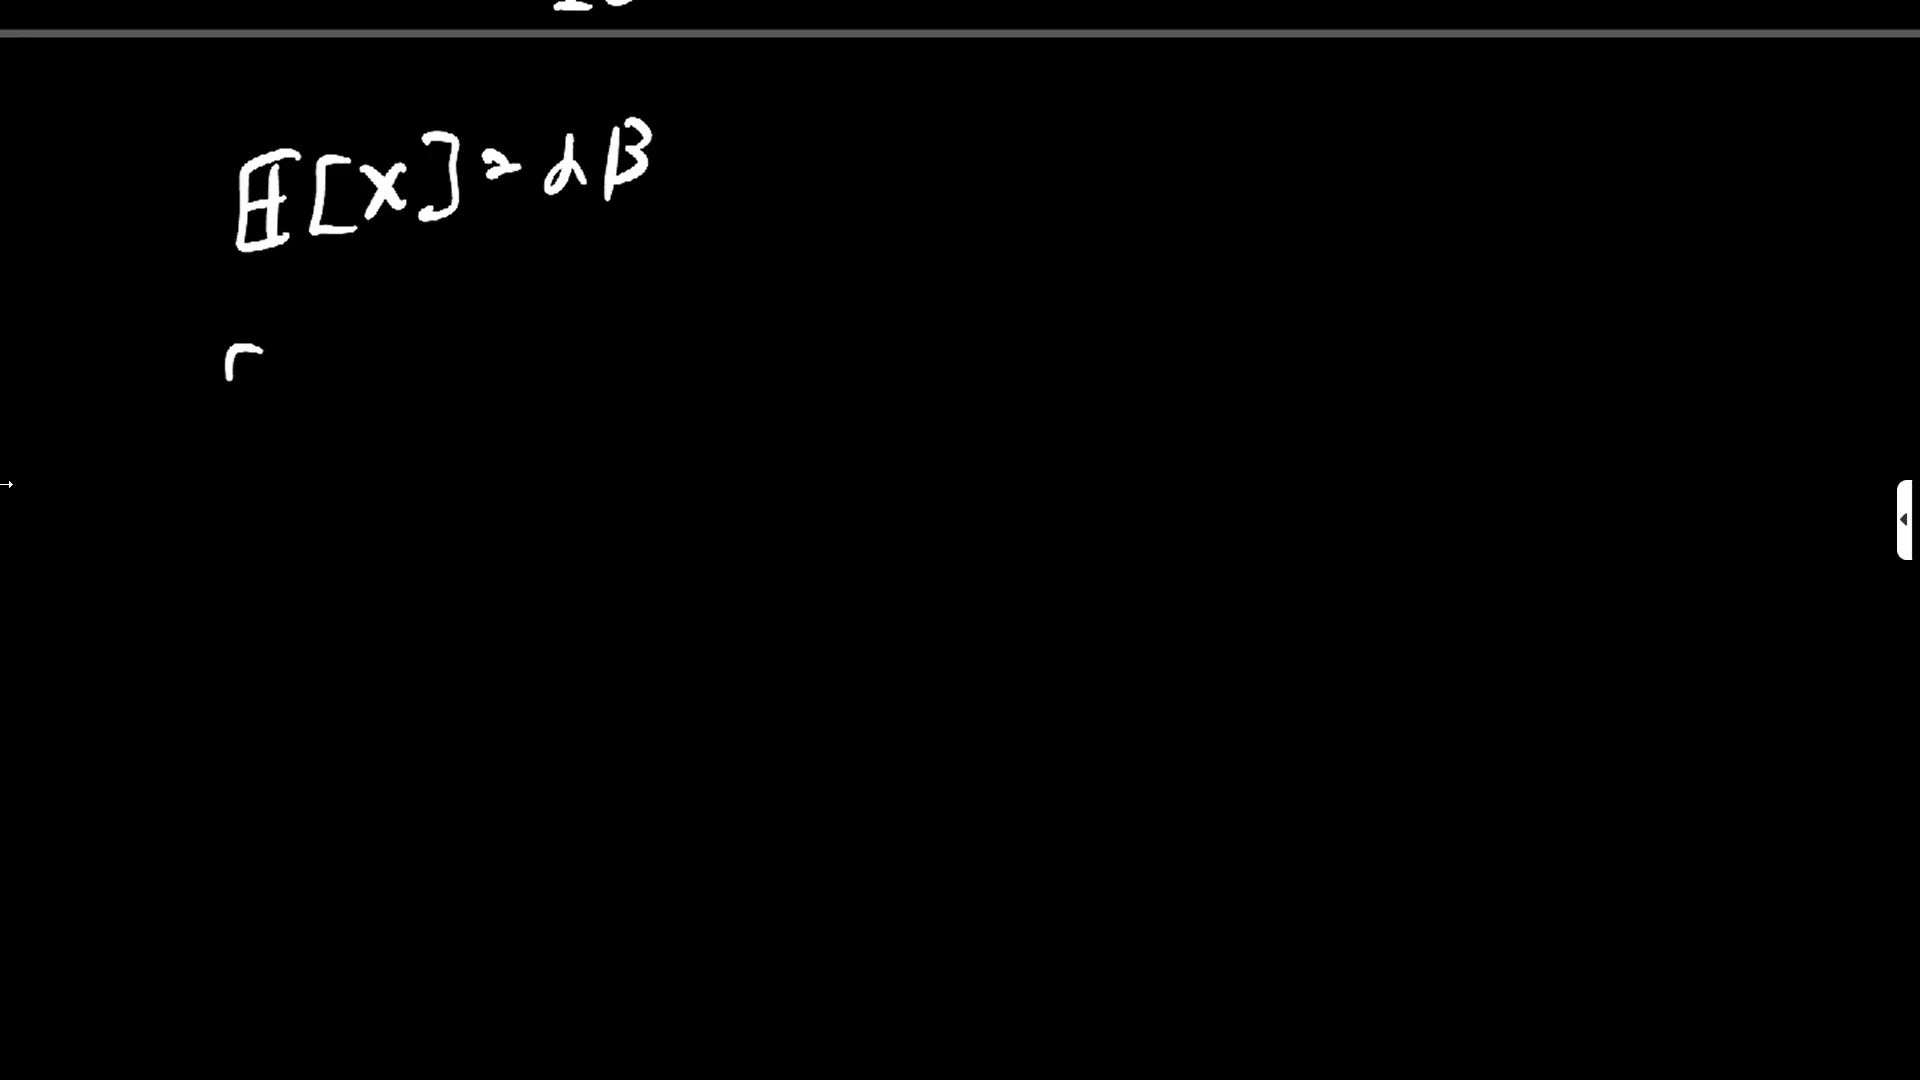 𝔼[x] = αβ